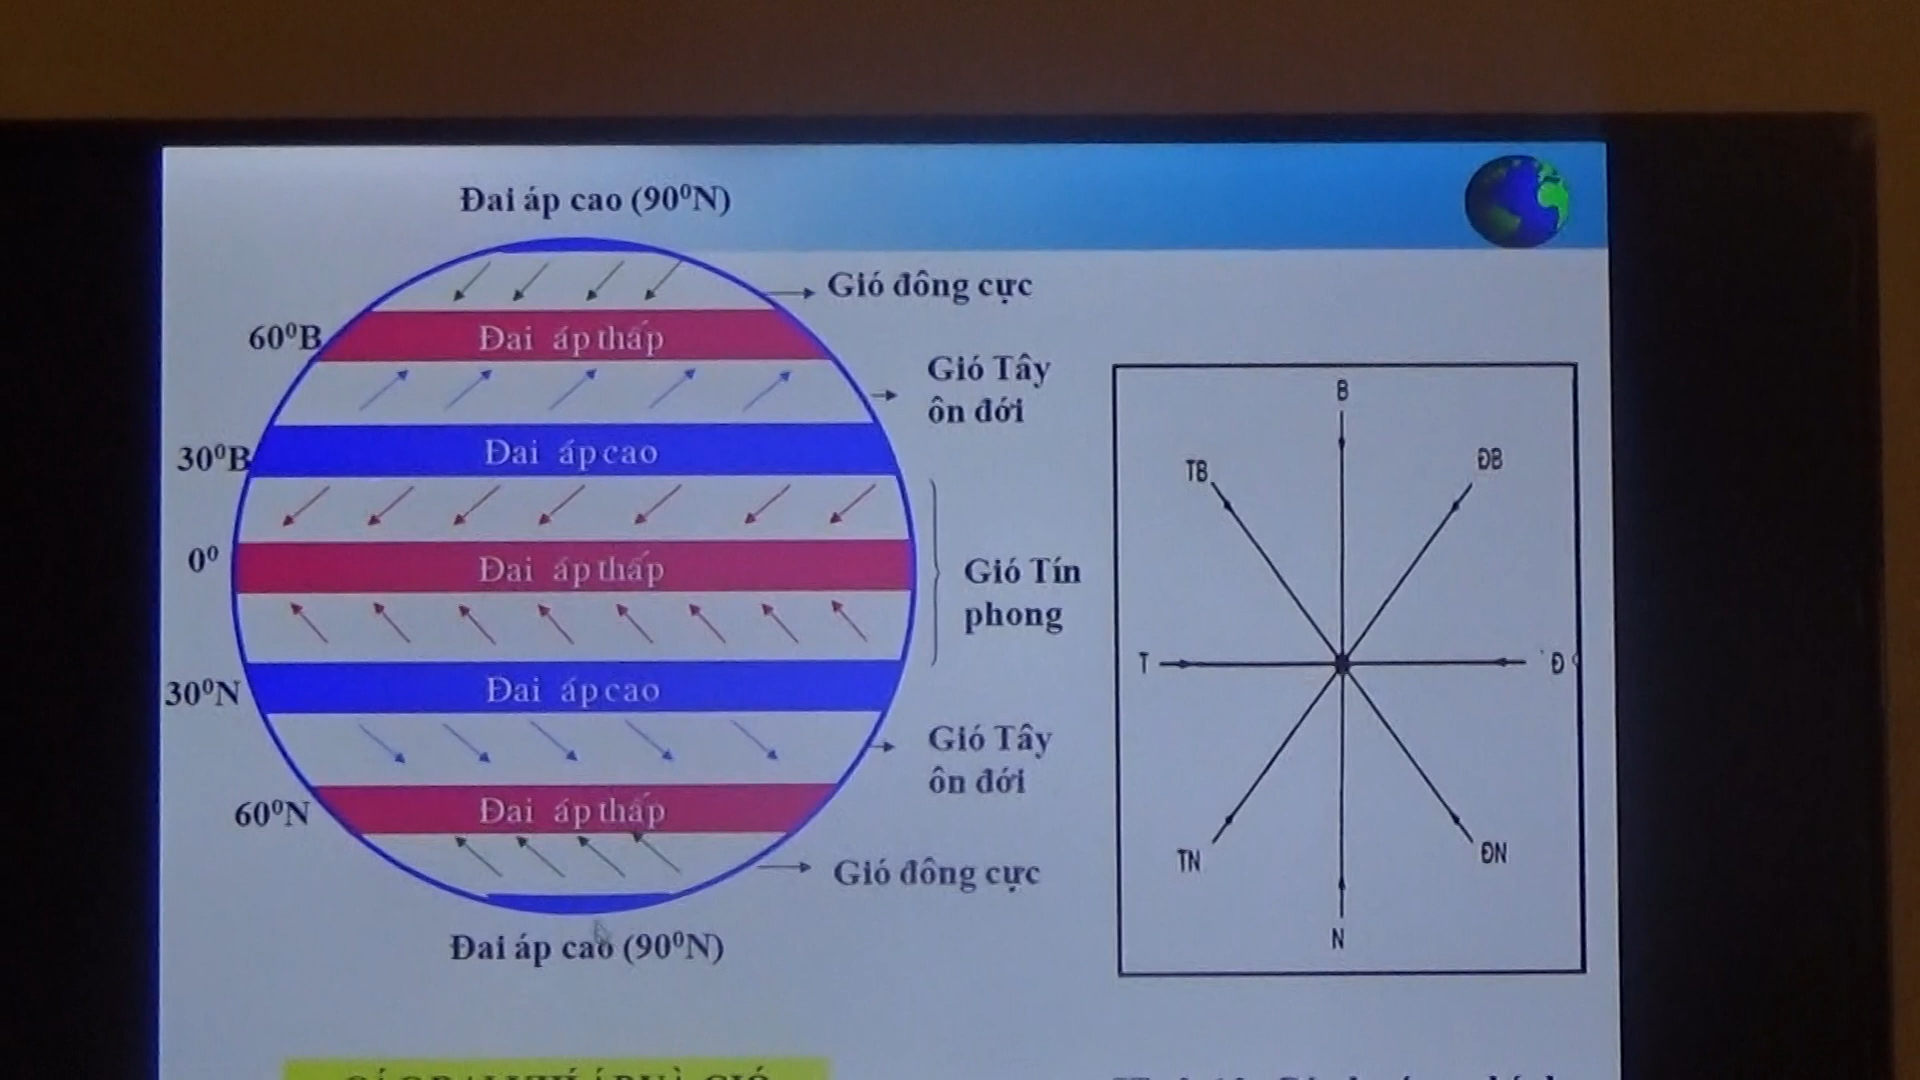 Đai áp cao (90⁰N)
Gió đông cực
60⁰B
Đai áp thấp
Gió Tây
ôn đới
30⁰B
Đai áp cao
0⁰
Đai áp thấp
Gió Tín
phong
30⁰N
Đai áp cao
Gió Tây
ôn đới
60⁰N
Đai áp thấp
Gió đông cực
Đai áp cao (90⁰N)
B
TB
ĐB
T
Đ
TN
ĐN
N